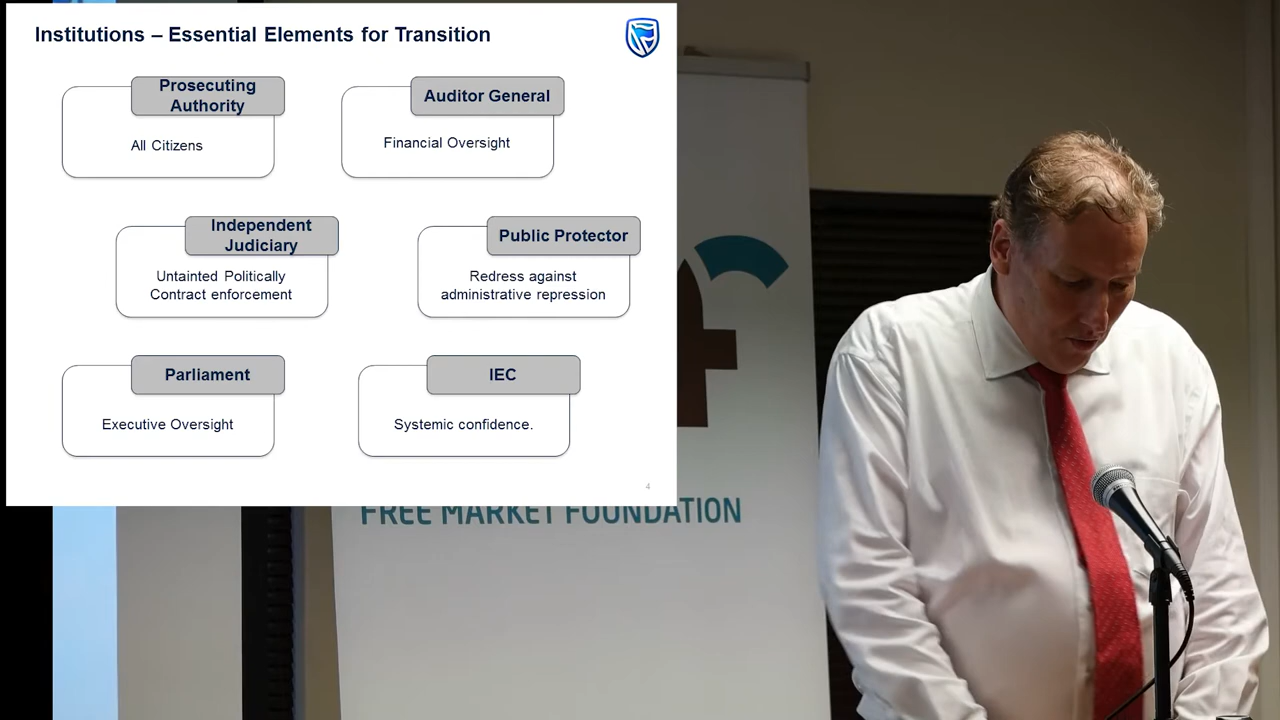 Institutions – Essential Elements for Transition
Prosecuting
Authority
All Citizens
Auditor General
Financial Oversight
Independent
Judiciary
Untainted Politically
Contract enforcement
Public Protector
Redress against
administrative repression
Parliament
Executive Oversight
IEC
Systemic confidence.
4
FREE MARKET FOUNDATION